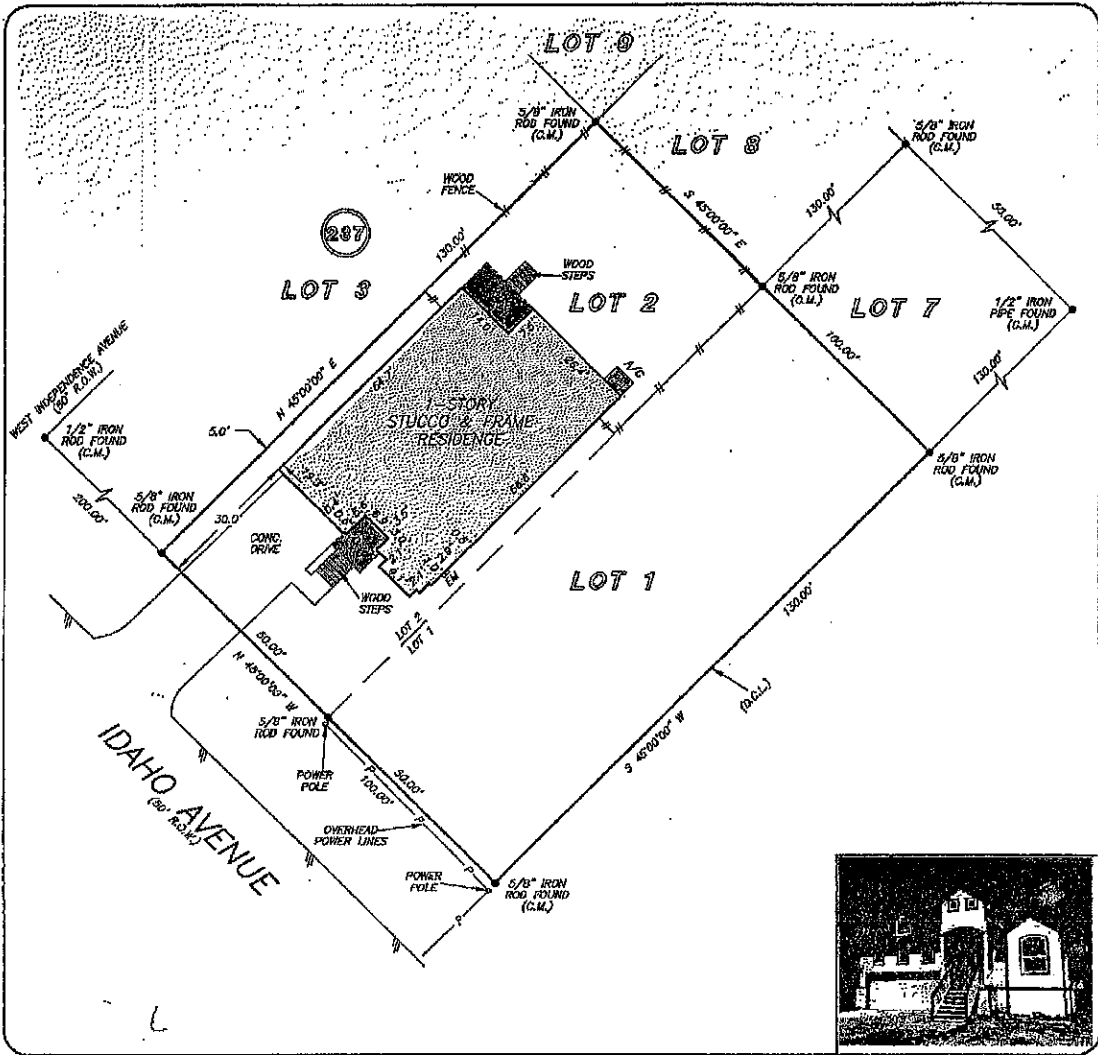 LOT 9
5/8" IRON
ROD FOUND
(C.M.)
LOT 8
5/8" IRON
ROD FOUND
(C.M.)
WOOD
FENCE
S 45°00'00" E
130.00'
50.00'
287
130.00'
WOOD
STEPS
LOT 3
LOT 2
5/8" IRON
ROD FOUND
(C.M.)
LOT 7
1/2" IRON
PIPE FOUND
(C.M.)
14.0'
WEST INDEPENDENCE AVENUE
(50' R.O.W.)
N 45°00'00" E
A/C
100.00'
130.00'
1-STORY
STUCCO & FRAME
RESIDENCE
1/2" IRON
ROD FOUND
(C.M.)
5.0'
5/8" IRON
ROD FOUND
(C.M.)
200.00'
5/8" IRON
ROD FOUND
(C.M.)
30.0'
CONC.
DRIVE
LOT 1
WOOD
STEPS
EM
130.00'
LOT 2
LOT 1
50.00'
N 45°00'00" W
(D.C.L.)
5/8" IRON
ROD FOUND
S 45°00'00" W
POWER
POLE
50.00'
P
100.00'
IDAHO AVENUE
(50' R.O.W.)
OVERHEAD
POWER LINES
P
P
POWER
POLE
5/8" IRON
ROD FOUND
(C.M.)
P